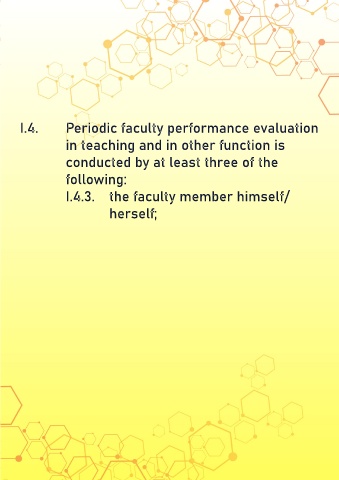 I.4. Periodic faculty performance evaluation
in teaching and in other function is
conducted by at least three of the
following:
I.4.3. the faculty member himself/
herself;